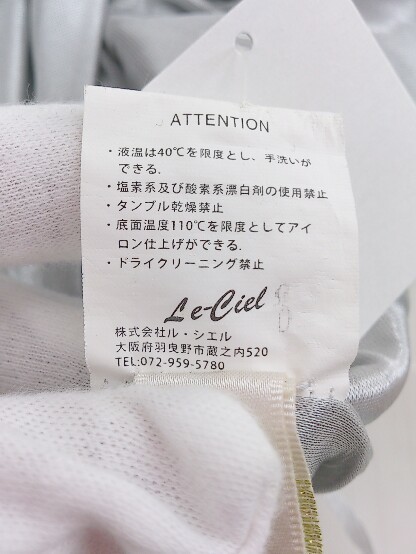 ATTENTION
・液温は40℃を限度とし、手洗いが
できる.
・塩素系及び酸素系漂白剤の使用禁止
・タンブル乾燥禁止
・底面温度110℃を限度としてアイ
ロン仕上げができる.
・ドライクリーニング禁止
Le-Ciel
株式会社ル・シエル
大阪府羽曳野市蔵之内520
TEL:072-959-5780